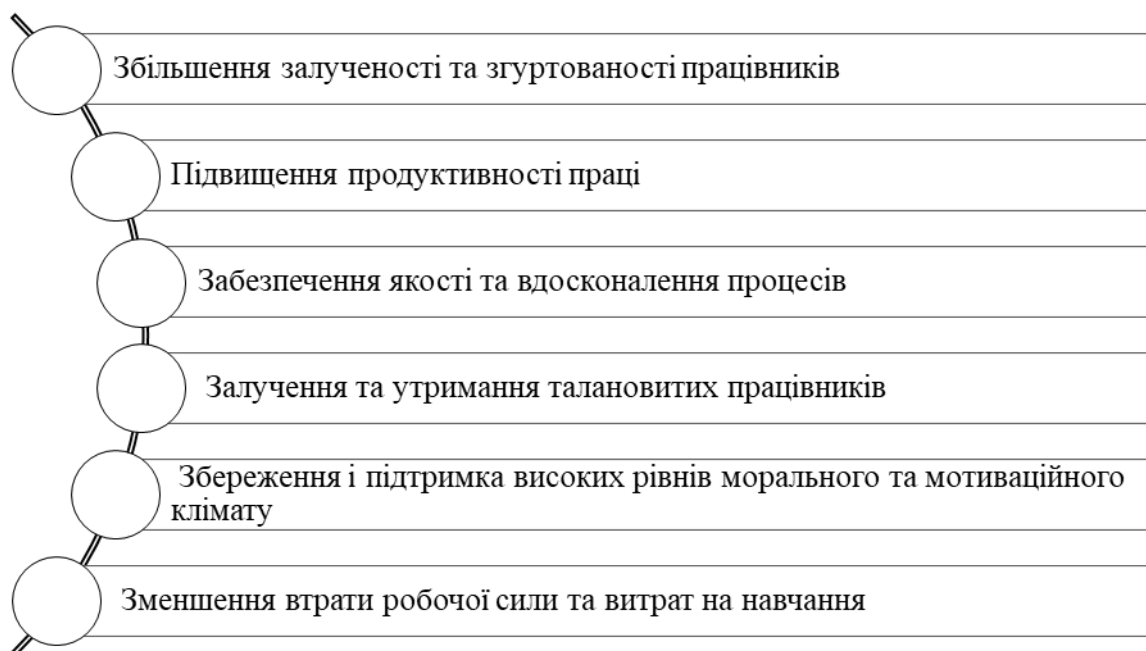 Збільшення залученості та згуртованості працівників
Підвищення продуктивності праці
Забезпечення якості та вдосконалення процесів
Залучення та утримання талановитих працівників
Збереження і підтримка високих рівнів морального та мотиваційного
клімату
Зменшення втрати робочої сили та витрат на навчання